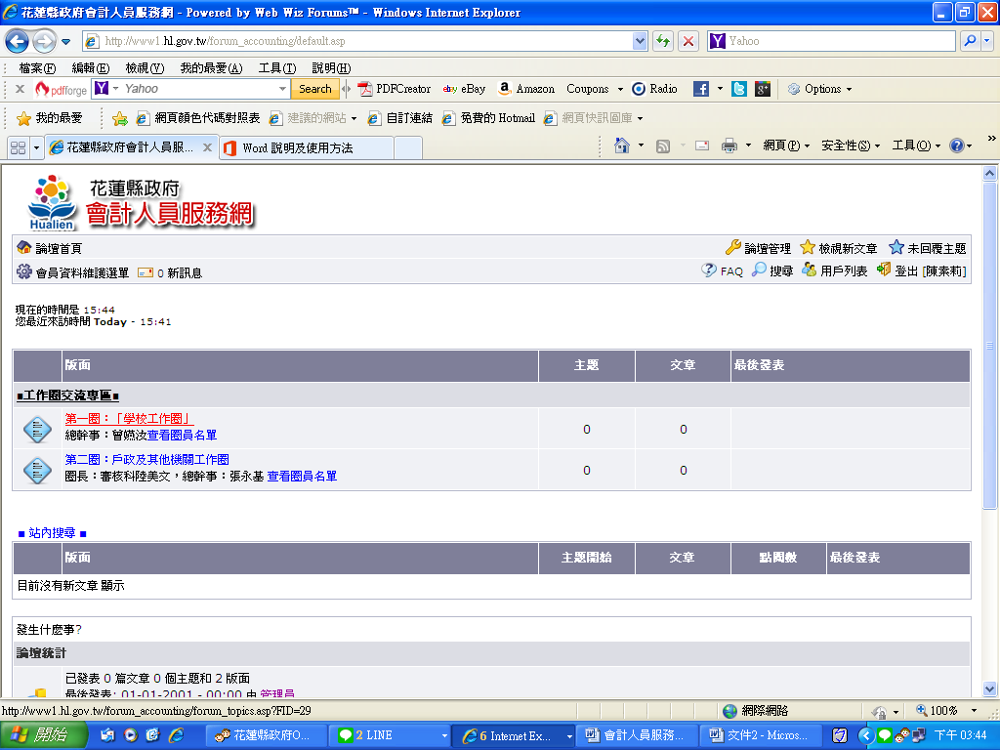 花蓮縣政府會計人員服務網 - Powered by Web Wiz Forums™ - Windows Internet Explorer
http://www1.hl.gov.tw/forum_accounting/default.asp
Yahoo
檔案(F) 編輯(E) 檢視(V) 我的最愛(A) 工具(T) 說明(H)
pdfforge Yahoo Search PDFCreator eBay Amazon Coupons Radio Options
我的最愛 網頁顏色代碼對照表 建議的網站 自訂連結 免費的 Hotmail 網頁快訊圖庫
花蓮縣政府會計人員服... Word 說明及使用方法 網頁(P) 安全性(S) 工具(O)
Hualien
花蓮縣政府
會計人員服務網
論壇首頁 論壇管理 檢視新文章 未回覆主題
會員資料維護選單 0 新訊息 FAQ 搜尋 用戶列表 登出 [陳素莉]
現在的時間是 15:44
您最近來訪時間 Today - 15:41
版面 主題 文章 最後發表
■工作圈交流專區■
第一圈：「學校工作圈」 0 0
總幹事：曾嬿汝查看圈員名單
第二圈：戶政及其他機關工作圈 0 0
圈長：審核科陸美文，總幹事：張永基 查看圈員名單
■ 站內搜尋 ■
版面 主題開始 文章 點閱數 最後發表
目前沒有新文章 顯示
發生什麼事?
論壇統計
已發表 0 篇文章 0 個主題和 2 版面
最後發表: 01-01-2001 - 00:00 由 管理員
http://www1.hl.gov.tw/forum_accounting/forum_topics.asp?FID=29 網際網路 100%
開始 花蓮縣政府O... 2 LINE 6 Internet Ex... 會計人員服務... 文件2 - Micros... 下午 03:44